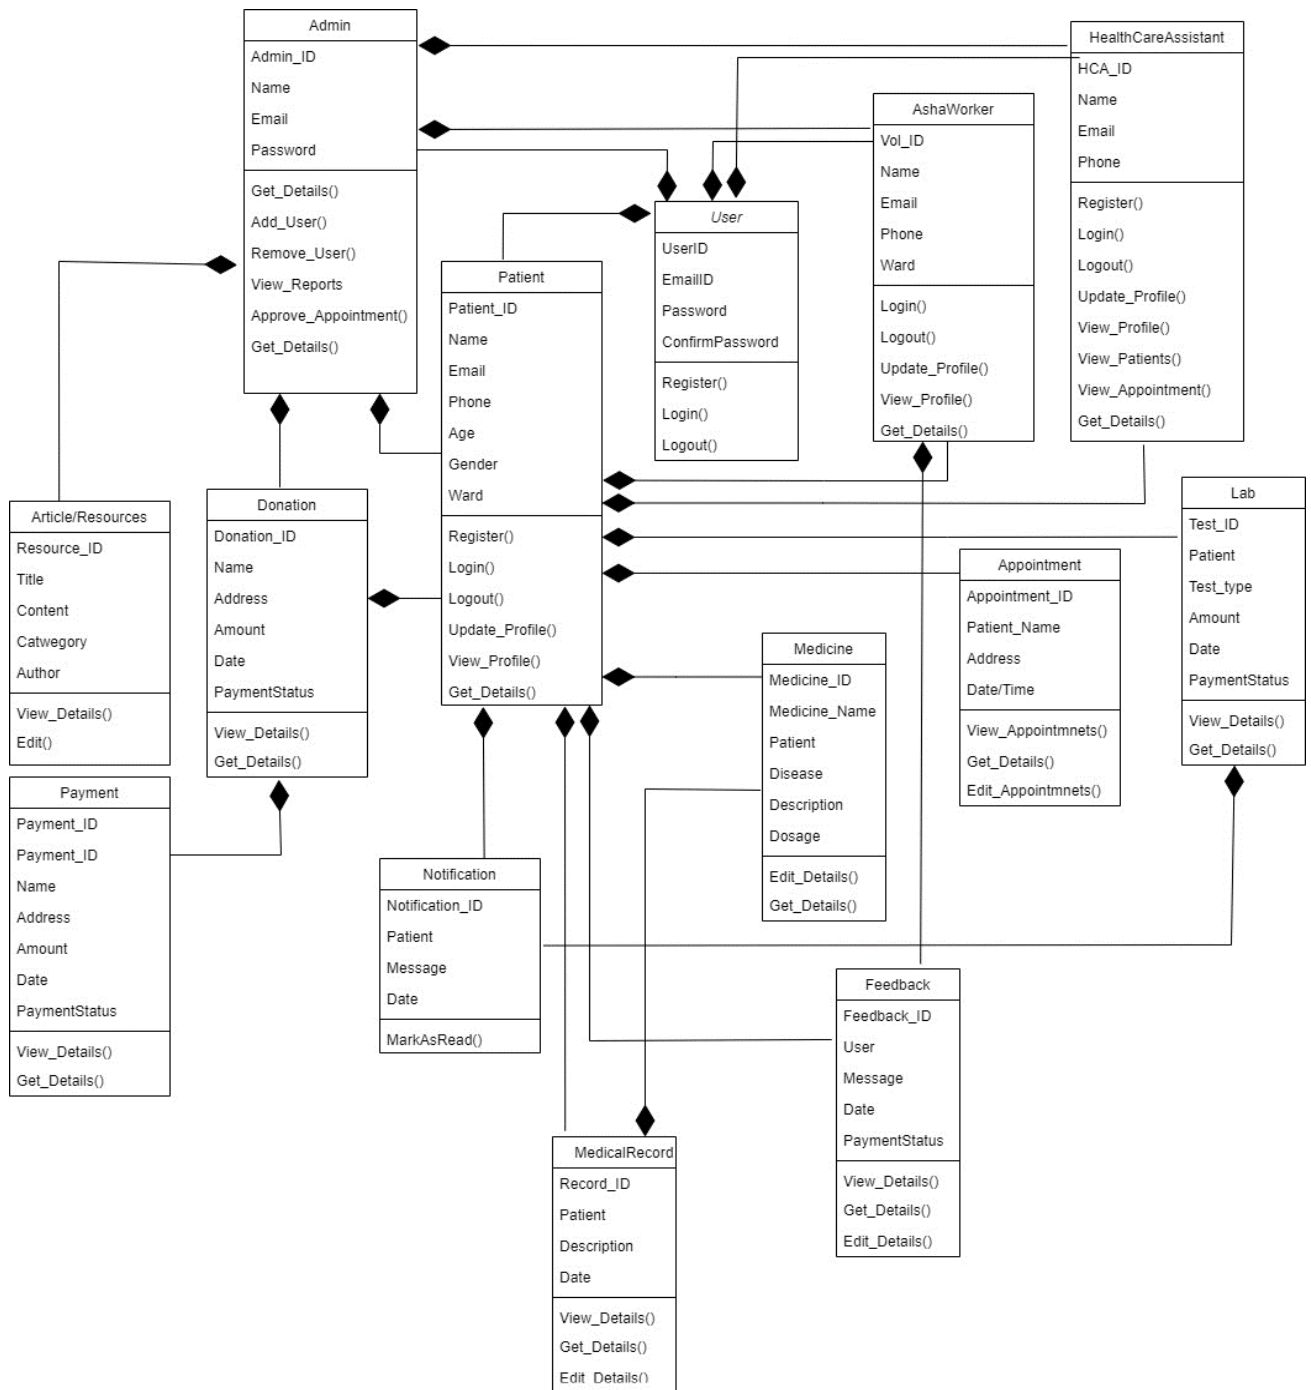 Admin
Admin_ID
Name
Email
Password
Get_Details()
Add_User()
Remove_User()
View_Reports
Approve_Appointment()
Get_Details()
HealthCareAssistant
HCA_ID
Name
Email
Phone
Register()
Login()
Logout()
Update_Profile()
View_Profile()
View_Patients()
View_Appointment()
Get_Details()
AshaWorker
Vol_ID
Name
Email
Phone
Ward
Login()
Logout()
Update_Profile()
View_Profile()
Get_Details()
User
UserID
EmailID
Password
ConfirmPassword
Register()
Login()
Logout()
Patient
Patient_ID
Name
Email
Phone
Age
Gender
Ward
Register()
Login()
Logout()
Update_Profile()
View_Profile()
Get_Details()
Article/Resources
Resource_ID
Title
Content
Catwegory
Author
View_Details()
Edit()
Donation
Donation_ID
Name
Address
Amount
Date
PaymentStatus
View_Details()
Get_Details()
Lab
Test_ID
Patient
Test_type
Amount
Date
PaymentStatus
View_Details()
Get_Details()
Appointment
Appointment_ID
Patient_Name
Address
Date/Time
View_Appointmnets()
Get_Details()
Edit_Appointmnets()
Medicine
Medicine_ID
Medicine_Name
Patient
Disease
Description
Dosage
Edit_Details()
Get_Details()
Payment
Payment_ID
Payment_ID
Name
Address
Amount
Date
PaymentStatus
View_Details()
Get_Details()
Notification
Notification_ID
Patient
Message
Date
MarkAsRead()
Feedback
Feedback_ID
User
Message
Date
PaymentStatus
View_Details()
Get_Details()
Edit_Details()
MedicalRecord
Record_ID
Patient
Description
Date
View_Details()
Get_Details()
Edit_Details()